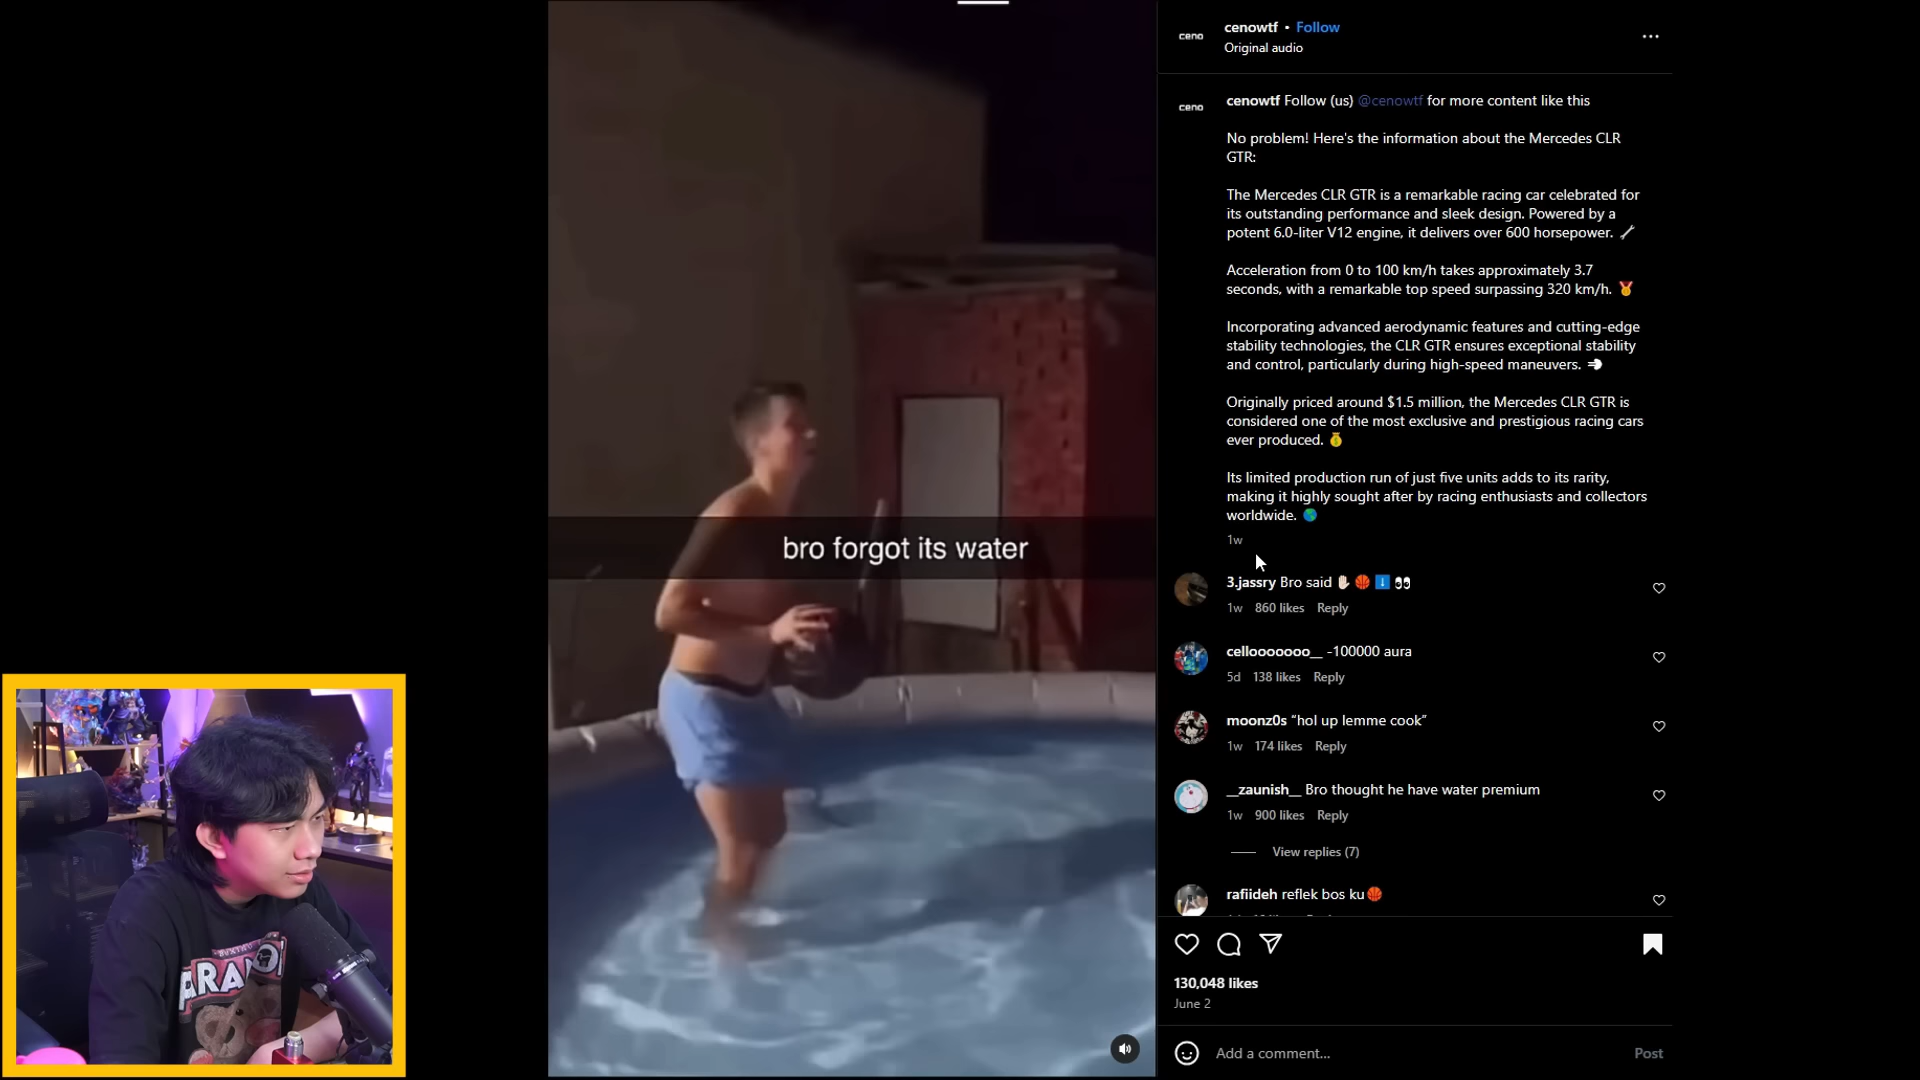 bro forgot its water
ceno
cenowtf • Follow
Original audio
ceno
cenowtf Follow (us) @cenowtf for more content like this
No problem! Here's the information about the Mercedes CLR
GTR:
The Mercedes CLR GTR is a remarkable racing car celebrated for
its outstanding performance and sleek design. Powered by a
potent 6.0-liter V12 engine, it delivers over 600 horsepower. 🔧
Acceleration from 0 to 100 km/h takes approximately 3.7
seconds, with a remarkable top speed surpassing 320 km/h. 🏅
Incorporating advanced aerodynamic features and cutting-edge
stability technologies, the CLR GTR ensures exceptional stability
and control, particularly during high-speed maneuvers. 💨
Originally priced around $1.5 million, the Mercedes CLR GTR is
considered one of the most exclusive and prestigious racing cars
ever produced. 💰
Its limited production run of just five units adds to its rarity,
making it highly sought after by racing enthusiasts and collectors
worldwide. 🌎
1w
3.jassry Bro said ✋🏻🏀⬇️👀
1w 860 likes Reply
cellooooooo__ -100000 aura
5d 138 likes Reply
moonz0s “hol up lemme cook”
1w 174 likes Reply
__zaunish__ Bro thought he have water premium
1w 900 likes Reply
View replies (7)
rafiideh reflek bos ku🏀
130,048 likes
June 2
Add a comment...
Post